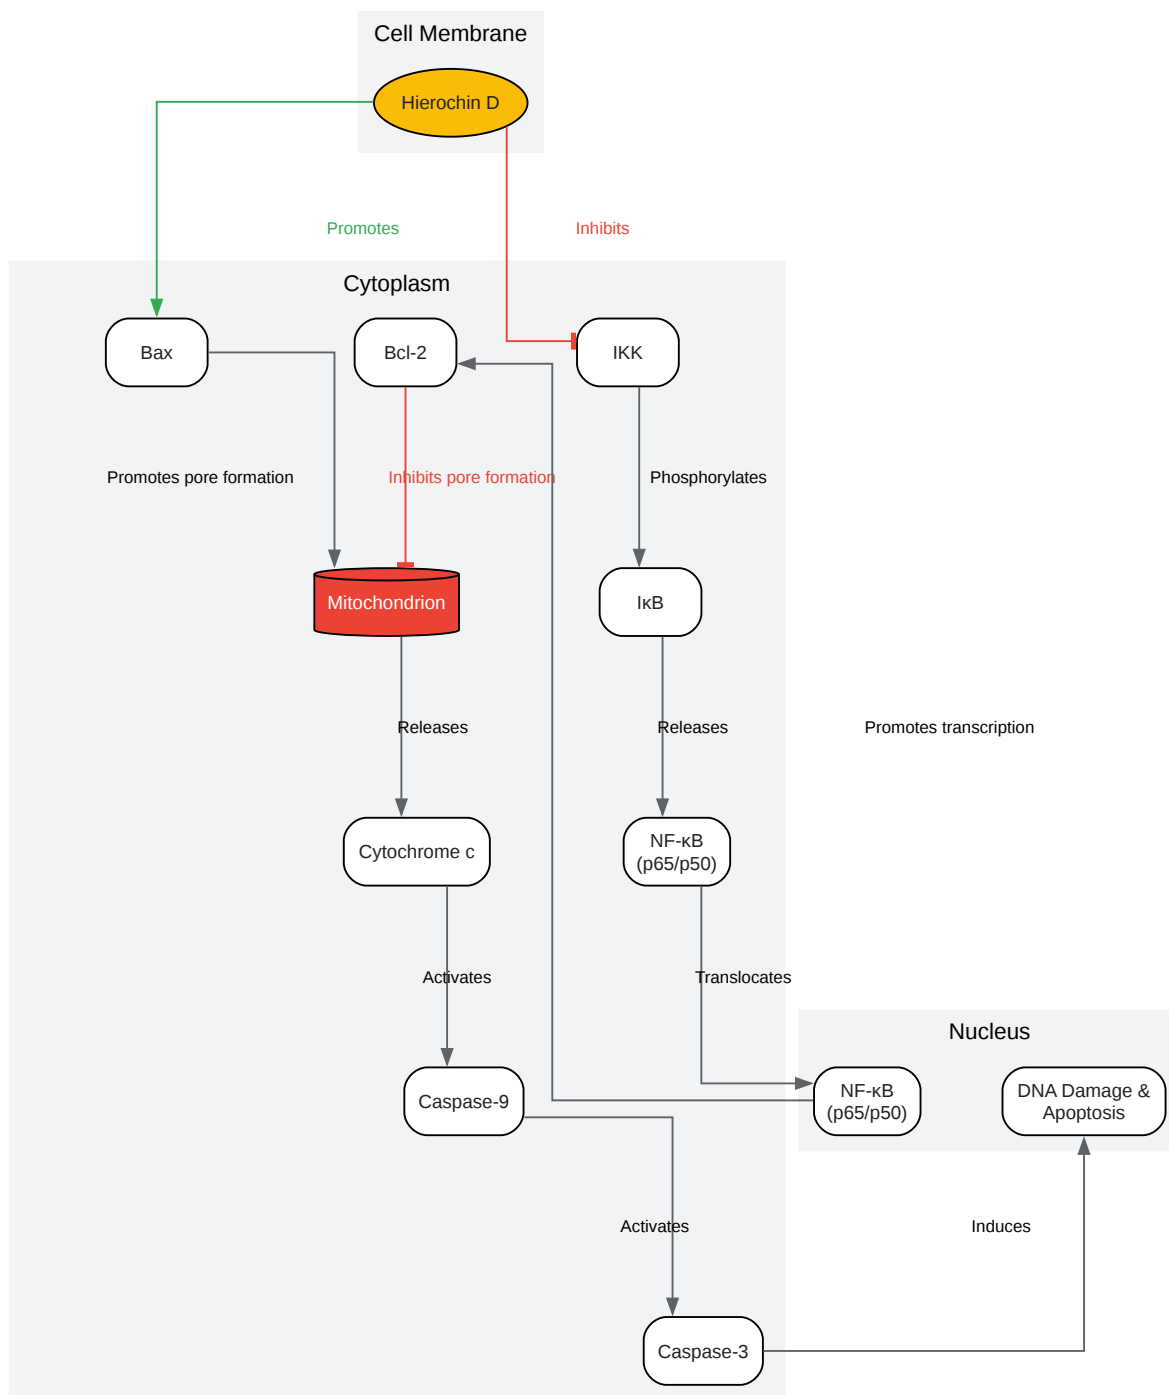 Cell Membrane
Hierochin D
Promotes
Inhibits
Cytoplasm
Bax
Bcl-2
IKK
Promotes pore formation
Inhibits pore formation
Phosphorylates
Mitochondrion
IκB
Releases
Releases
Promotes transcription
Cytochrome c
NF-κB
(p65/p50)
Activates
Translocates
Nucleus
Caspase-9
NF-κB
(p65/p50)
DNA Damage &
Apoptosis
Activates
Induces
Caspase-3